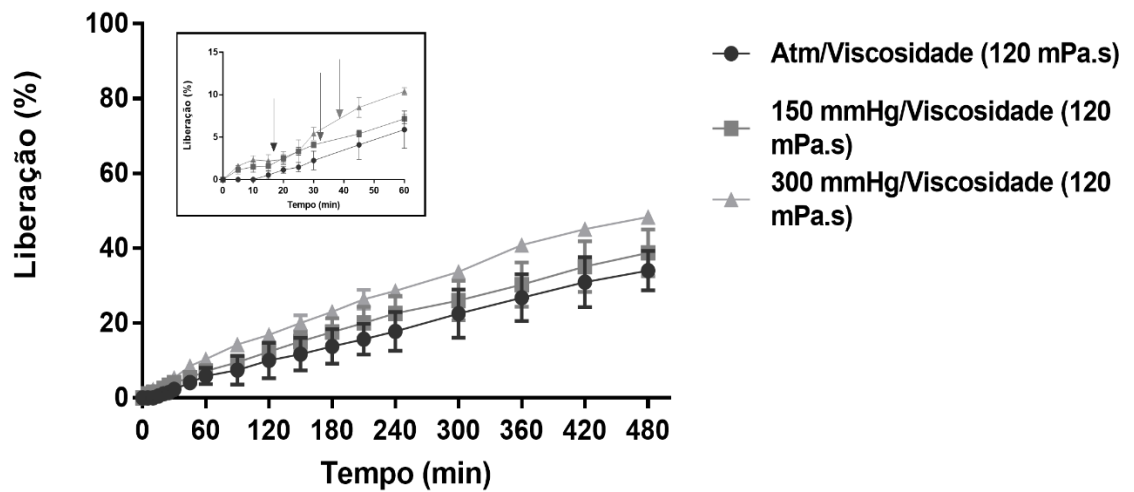 100
80
60
40
20
0
Liberação (%)
15
10
5
0
Liberação (%)
0 10 20 30 40 50 60
Tempo (min)
0 60 120 180 240 300 360 420 480
Tempo (min)
Atm/Viscosidade (120 mPa.s)
150 mmHg/Viscosidade (120
mPa.s)
300 mmHg/Viscosidade (120
mPa.s)